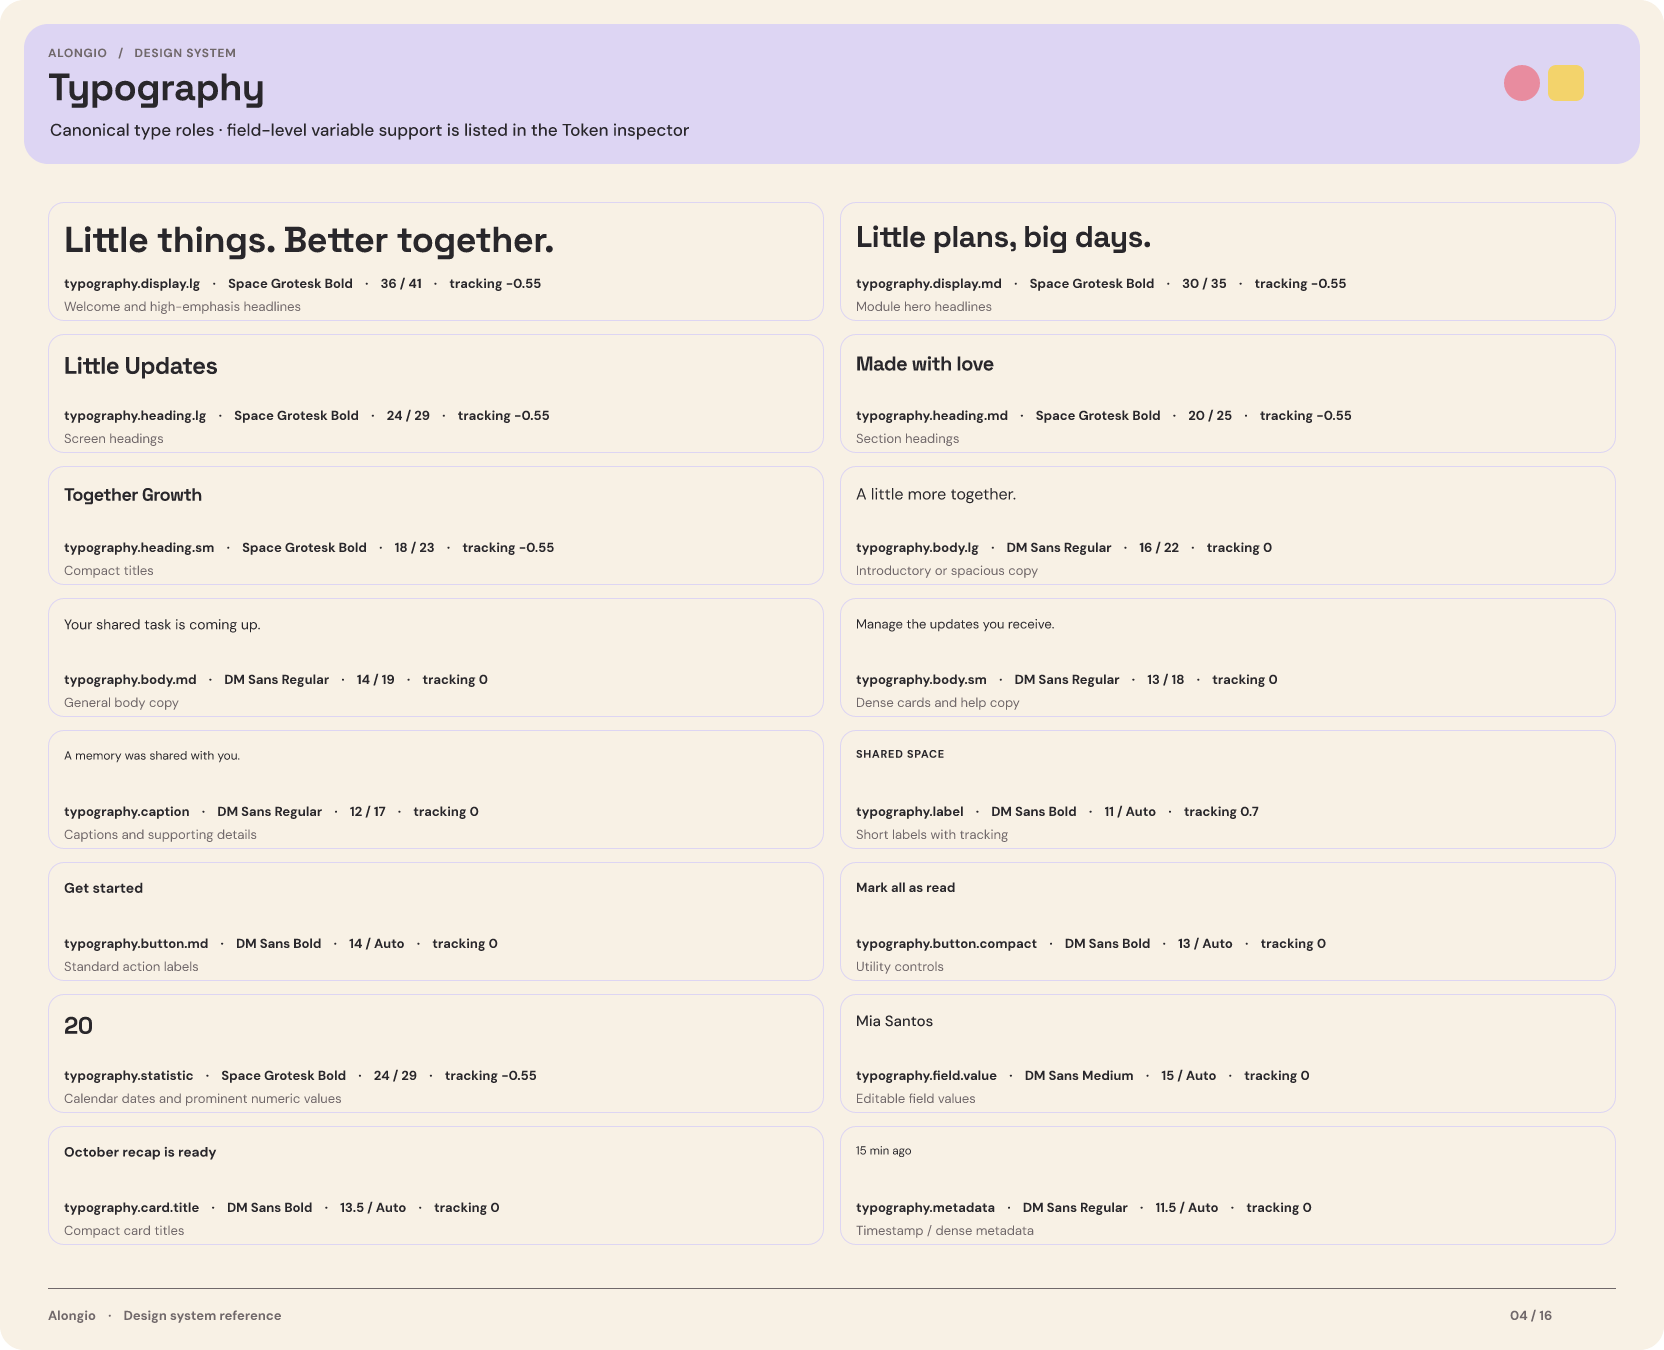 ALONGIO / DESIGN SYSTEM
Typography
Canonical type roles · field-level variable support is listed in the Token inspector
Little things. Better together.
typography.display.lg · Space Grotesk Bold · 36 / 41 · tracking -0.55
Welcome and high-emphasis headlines
Little plans, big days.
typography.display.md · Space Grotesk Bold · 30 / 35 · tracking -0.55
Module hero headlines
Little Updates
typography.heading.lg · Space Grotesk Bold · 24 / 29 · tracking -0.55
Screen headings
Made with love
typography.heading.md · Space Grotesk Bold · 20 / 25 · tracking -0.55
Section headings
Together Growth
typography.heading.sm · Space Grotesk Bold · 18 / 23 · tracking -0.55
Compact titles
A little more together.
typography.body.lg · DM Sans Regular · 16 / 22 · tracking 0
Introductory or spacious copy
Your shared task is coming up.
typography.body.md · DM Sans Regular · 14 / 19 · tracking 0
General body copy
Manage the updates you receive.
typography.body.sm · DM Sans Regular · 13 / 18 · tracking 0
Dense cards and help copy
A memory was shared with you.
typography.caption · DM Sans Regular · 12 / 17 · tracking 0
Captions and supporting details
SHARED SPACE
typography.label · DM Sans Bold · 11 / Auto · tracking 0.7
Short labels with tracking
Get started
typography.button.md · DM Sans Bold · 14 / Auto · tracking 0
Standard action labels
Mark all as read
typography.button.compact · DM Sans Bold · 13 / Auto · tracking 0
Utility controls
20
typography.statistic · Space Grotesk Bold · 24 / 29 · tracking -0.55
Calendar dates and prominent numeric values
Mia Santos
typography.field.value · DM Sans Medium · 15 / Auto · tracking 0
Editable field values
October recap is ready
typography.card.title · DM Sans Bold · 13.5 / Auto · tracking 0
Compact card titles
15 min ago
typography.metadata · DM Sans Regular · 11.5 / Auto · tracking 0
Timestamp / dense metadata
Alongio · Design system reference
04 / 16